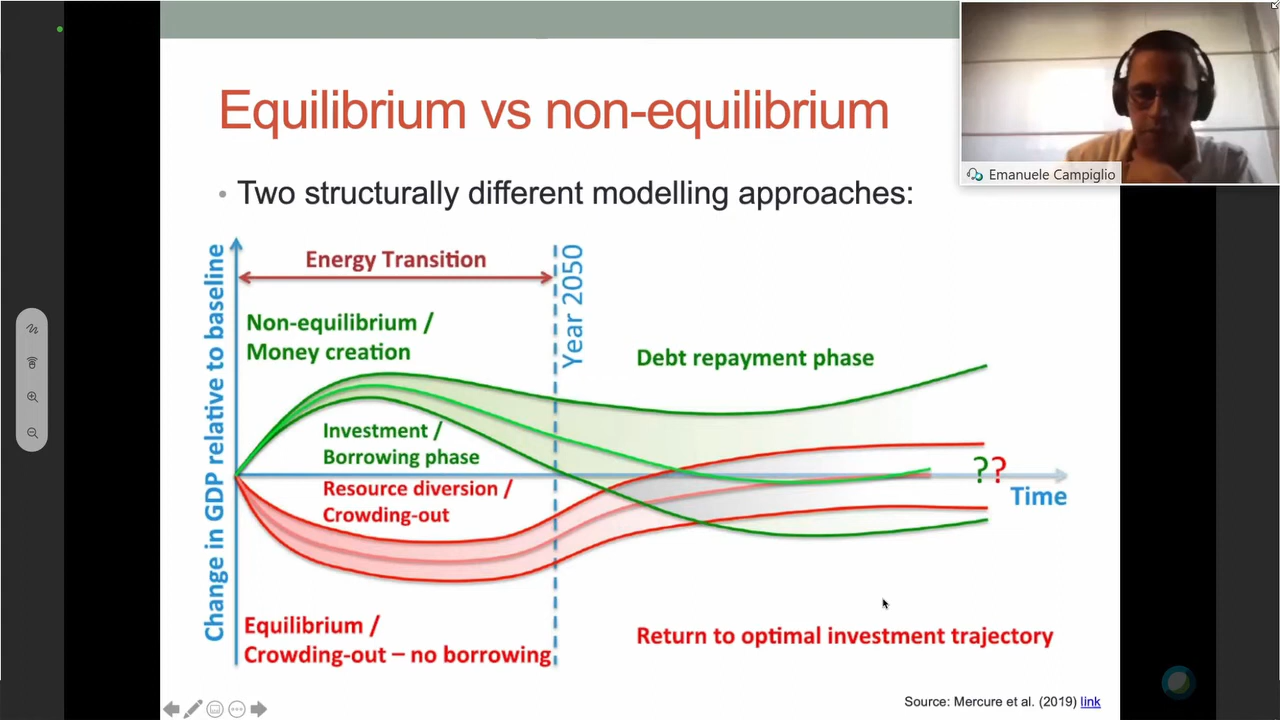 Equilibrium vs non-equilibrium
Emanuele Campiglio
• Two structurally different modelling approaches:
Change in GDP relative to baseline
Energy Transition
Year 2050
Non-equilibrium /
Money creation
Debt repayment phase
Investment /
Borrowing phase
Resource diversion /
Crowding-out
??
Time
Equilibrium /
Crowding-out – no borrowing
Return to optimal investment trajectory
Source: Mercure et al. (2019) link